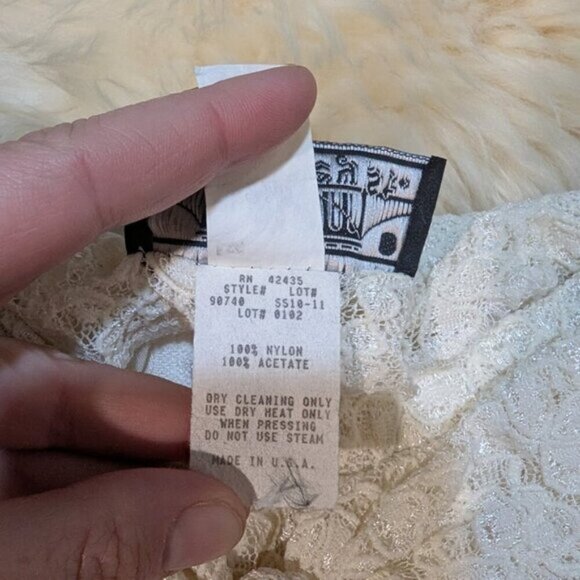 RN 42435
STYLE# LOT#
90740 SS10-11
LOT# 0102
100% NYLON
100% ACETATE
DRY CLEANING ONLY
USE DRY HEAT ONLY
WHEN PRESSING
DO NOT USE STEAM
MADE IN U.S.A.